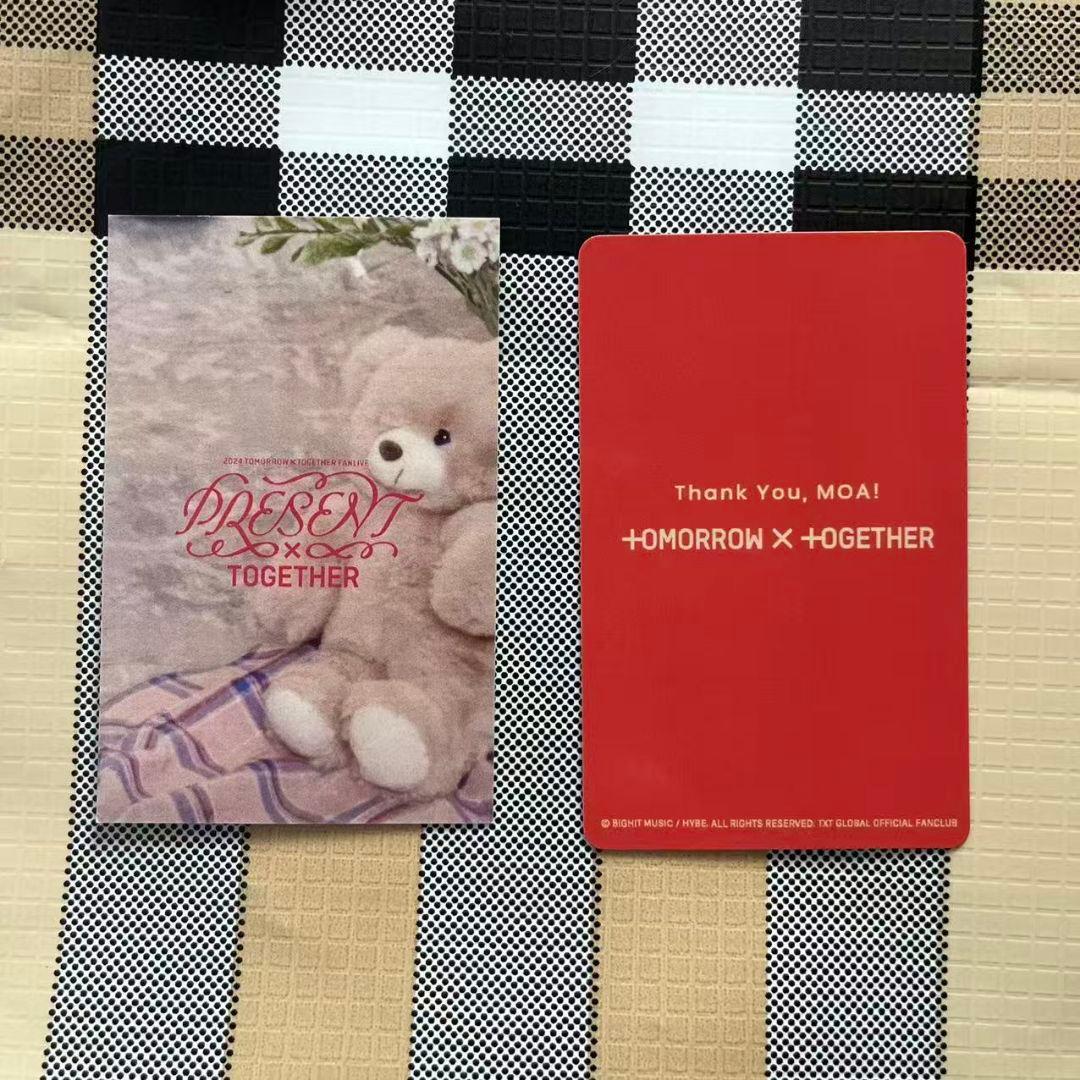 2024 TOMORROW X TOGETHER FANLIVE
PRESENT
X
TOGETHER
Thank You, MOA!
TOMORROW X TOGETHER
© BIGHIT MUSIC / HYBE. ALL RIGHTS RESERVED. TXT GLOBAL OFFICIAL FANCLUB